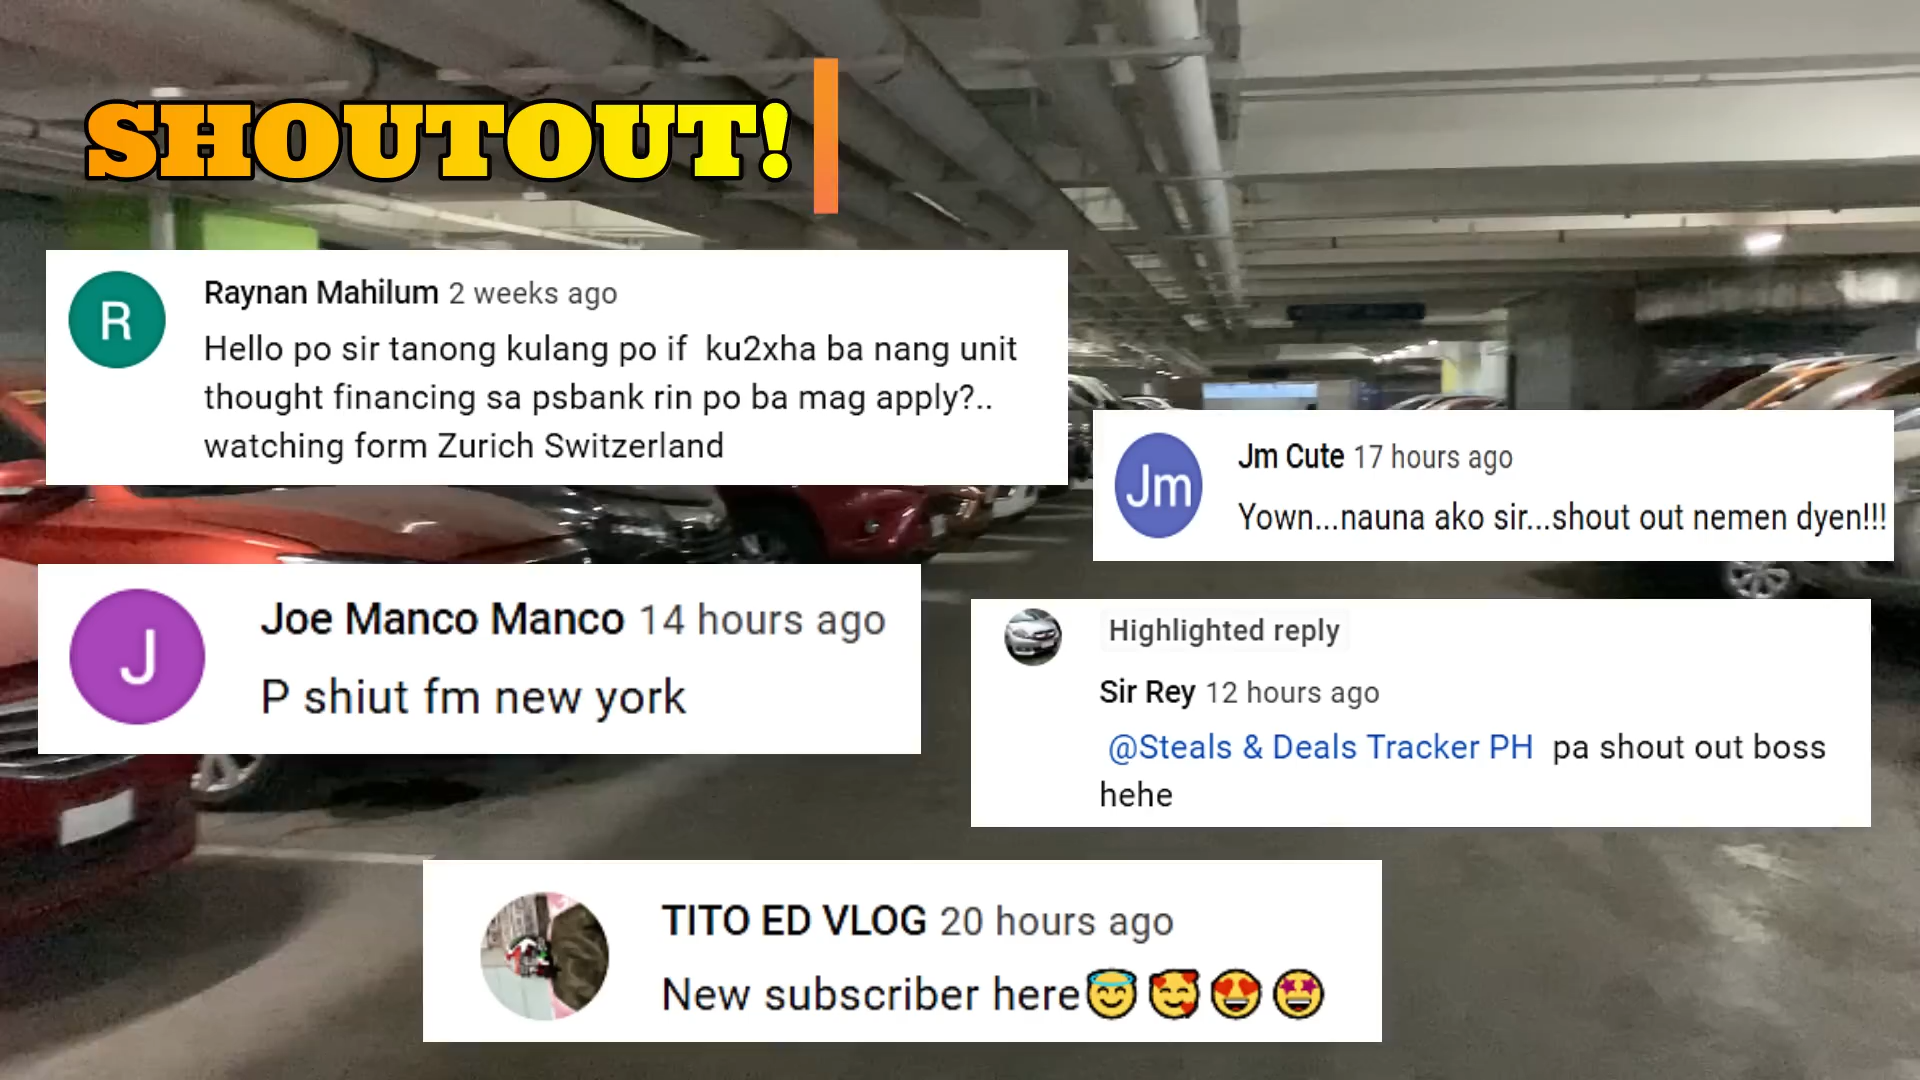 SHOUTOUT!
R
Raynan Mahilum 2 weeks ago
Hello po sir tanong kulang po if ku2xha ba nang unit
thought financing sa psbank rin po ba mag apply?..
watching form Zurich Switzerland
Jm
Jm Cute 17 hours ago
Yown...nauna ako sir...shout out nemen dyen!!!
J
Joe Manco Manco 14 hours ago
P shiut fm new york
Highlighted reply
Sir Rey 12 hours ago
@Steals & Deals Tracker PH pa shout out boss
hehe
TITO ED VLOG 20 hours ago
New subscriber here😇🥰😍🤩